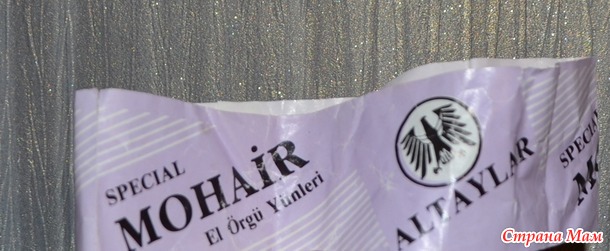 SPECIAL
MOHAİR
El Örgü Yünleri
ALTAYLAR
SPECIAL
Страна Мам